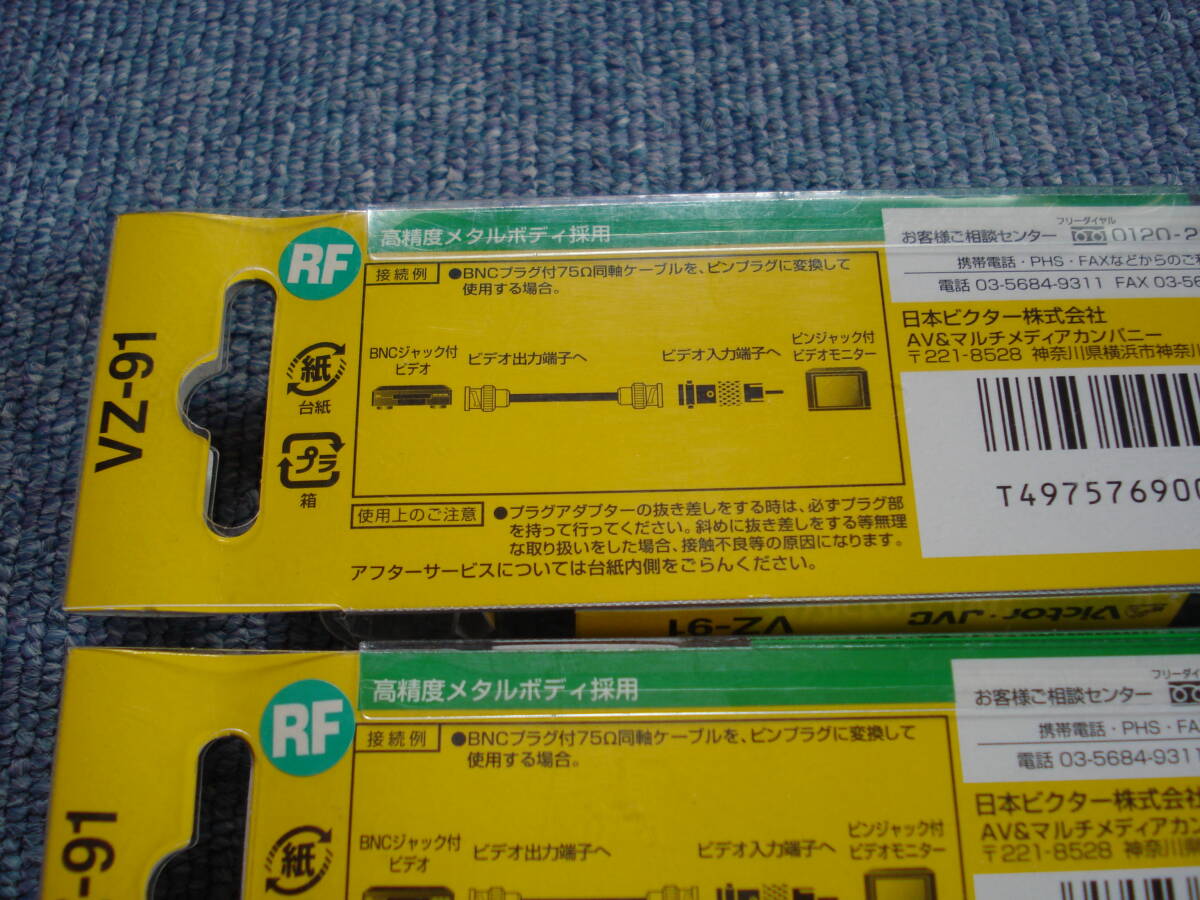 VZ-91
RF
高精度メタルボディ採用
接続例
●BNCプラグ付75Ω同軸ケーブルを、ピンプラグに変換して
使用する場合。
BNCジャック付
ビデオ
ビデオ出力端子へ
ビデオ入力端子へ
ピンジャック付
ビデオモニター
紙
台紙
プラ
箱
使用上のご注意
●プラグアダプターの抜き差しをする時は、必ずプラグ部
を持って行ってください。斜めに抜き差しをする等無理
な取り扱いをした場合、接触不良等の原因になります。
アフターサービスについては台紙内側をごらんください。
フリーダイヤル
お客様ご相談センター 0120-2
携帯電話・PHS・FAXなどからのご利
電話 03-5684-9311 FAX 03-56
日本ビクター株式会社
AV&マルチメディアカンパニー
〒221-8528 神奈川県横浜市神奈川
T497576900
VZ-91
Victor・JVC
-91
RF
高精度メタルボディ採用
接続例
●BNCプラグ付75Ω同軸ケーブルを、ピンプラグに変換して
使用する場合。
BNCジャック付
ビデオ
ビデオ出力端子へ
ビデオ入力端子へ
ピンジャック付
ビデオモニター
紙
フリーダイヤ
お客様ご相談センター
携帯電話・PHS・FA
電話 03-5684-9311
日本ビクター株式会社
AV&マルチメディアカン
〒221-8528 神奈川県